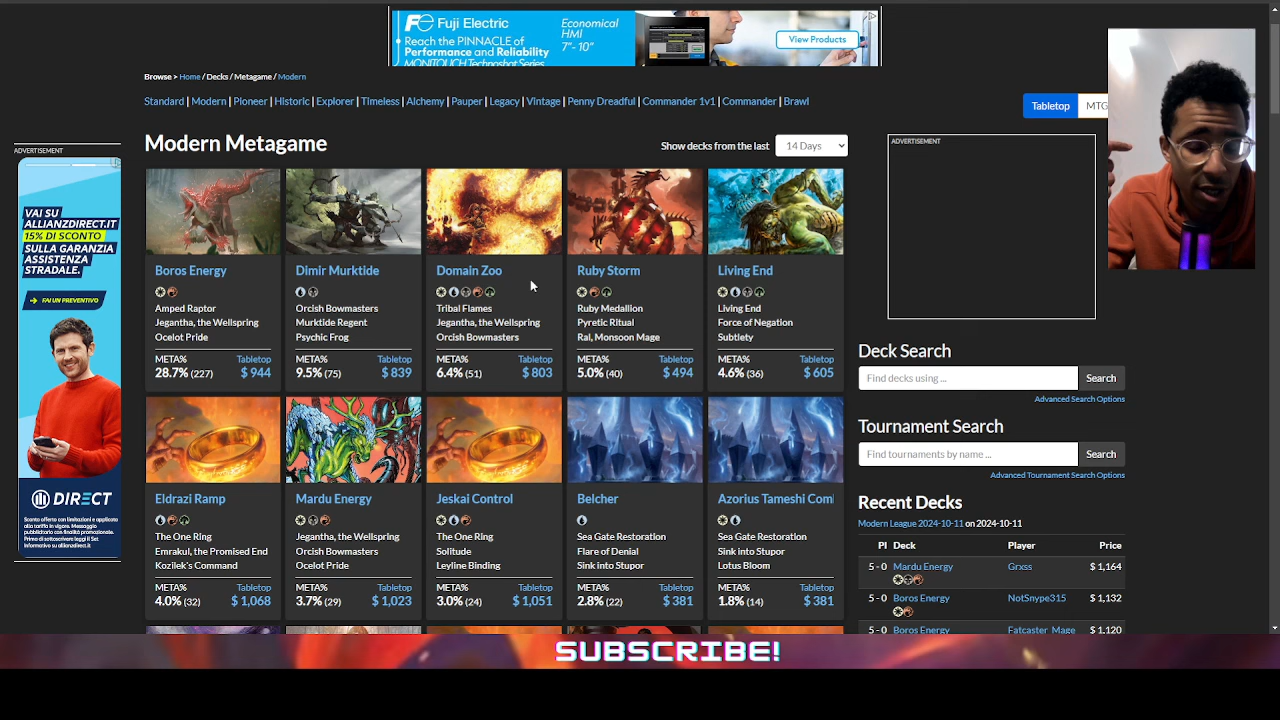 Fuji Electric
Reach the PINNACLE of
Performance and Reliability
MONITOUCH Technoshot Series
Economical
HMI
7"- 10"
View Products
Browse > Home / Decks / Metagame / Modern
Standard | Modern | Pioneer | Historic | Explorer | Timeless | Alchemy | Pauper | Legacy | Vintage | Penny Dreadful | Commander 1v1 | Commander | Brawl
Tabletop MTG
Modern Metagame
Show decks from the last 14 Days
ADVERTISEMENT
ADVERTISEMENT
VAI SU
ALLIANZDIRECT.IT
15% DI SCONTO
SULLA GARANZIA
ASSISTENZA
STRADALE.
FAI UN PREVENTIVO
DIRECT
Boros Energy
Amped Raptor
Jegantha, the Wellspring
Ocelot Pride
META% Tabletop
28.7% (227) $ 944
Dimir Murktide
Orcish Bowmasters
Murktide Regent
Psychic Frog
META% Tabletop
9.5% (75) $ 839
Domain Zoo
Tribal Flames
Jegantha, the Wellspring
Orcish Bowmasters
META% Tabletop
6.4% (51) $ 803
Ruby Storm
Ruby Medallion
Pyretic Ritual
Ral, Monsoon Mage
META% Tabletop
5.0% (40) $ 494
Living End
Living End
Force of Negation
Subtlety
META% Tabletop
4.6% (36) $ 605
Eldrazi Ramp
The One Ring
Emrakul, the Promised End
Kozilek's Command
META% Tabletop
4.0% (32) $ 1,068
Mardu Energy
Jegantha, the Wellspring
Orcish Bowmasters
Ocelot Pride
META% Tabletop
3.7% (29) $ 1,023
Jeskai Control
The One Ring
Solitude
Leyline Binding
META% Tabletop
3.0% (24) $ 1,051
Belcher
Sea Gate Restoration
Flare of Denial
Sink into Stupor
META% Tabletop
2.8% (22) $ 381
Azorius Tameshi Coml
Sea Gate Restoration
Sink into Stupor
Lotus Bloom
META% Tabletop
1.8% (14) $ 381
Deck Search
Find decks using ... Search
Advanced Search Options
Tournament Search
Find tournaments by name ... Search
Advanced Tournament Search Options
Recent Decks
Modern League 2024-10-11 on 2024-10-11
Pl Deck Player Price
5 - 0 Mardu Energy Grxss $ 1,164
5 - 0 Boros Energy NotSnype315 $ 1,132
5 - 0 Boros Energy Fatcaster_Mage $ 1,120
SUBSCRIBE!